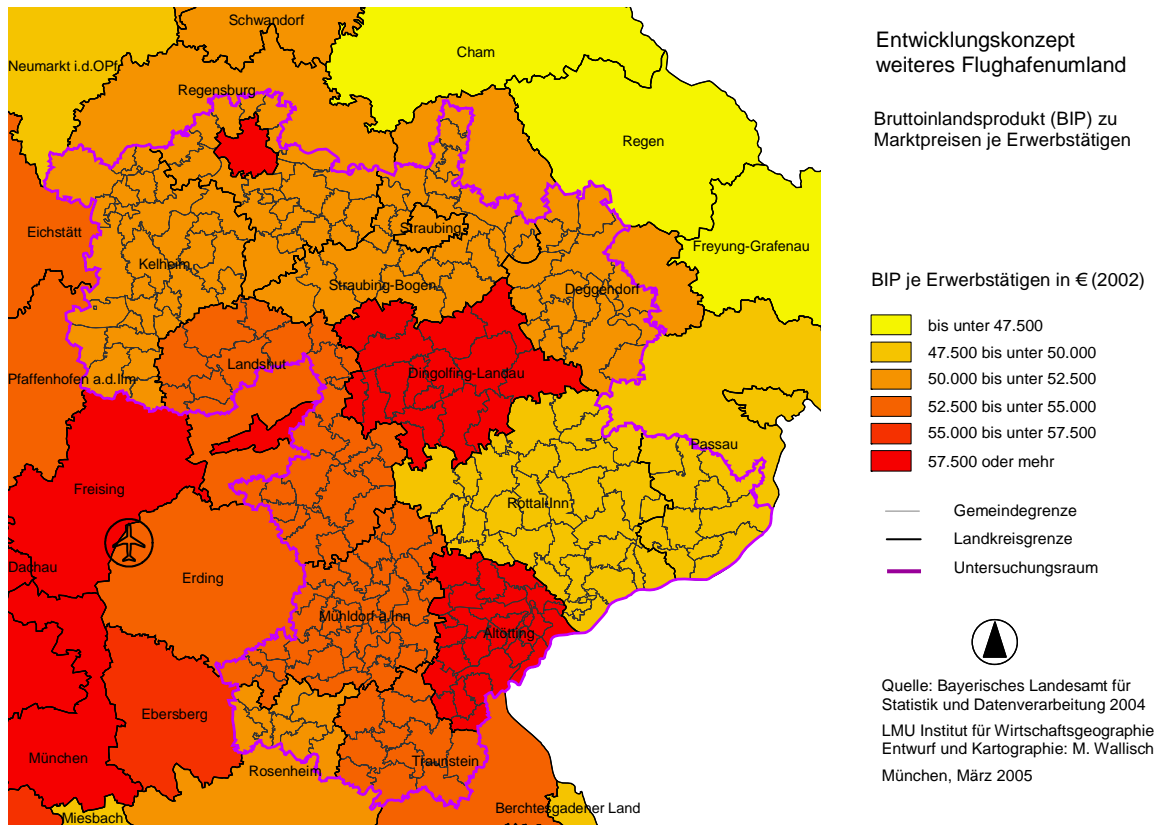 Schwandorf
Cham
Neumarkt i.d.OPf
Regensburg
Regen
Eichstätt
Straubing
Freyung-Grafenau
Kelheim
Straubing-Bogen
Deggendorf
Landshut
Pfaffenhofen a.d.Ilm
Dingolfing-Landau
Passau
Freising
Rottal-Inn
Dachau
Erding
Mühldorf a.Inn
Altötting
Ebersberg
München
Rosenheim
Traunstein
Berchtesgadener Land
Miesbach
Entwicklungskonzept
weiteres Flughafenumland
Bruttoinlandsprodukt (BIP) zu
Marktpreisen je Erwerbstätigen
BIP je Erwerbstätigen in € (2002)
bis unter 47.500
47.500 bis unter 50.000
50.000 bis unter 52.500
52.500 bis unter 55.000
55.000 bis unter 57.500
57.500 oder mehr
Gemeindegrenze
Landkreisgrenze
Untersuchungsraum
Quelle: Bayerisches Landesamt für
Statistik und Datenverarbeitung 2004
LMU Institut für Wirtschaftsgeographie
Entwurf und Kartographie: M. Wallisch
München, März 2005